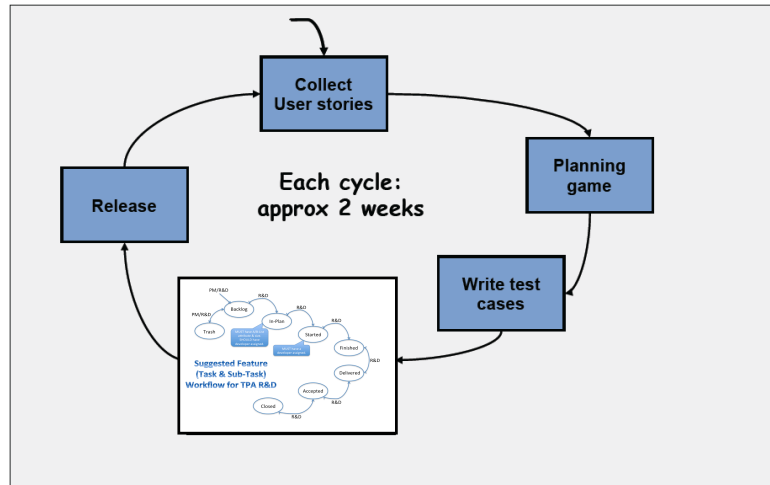 Collect
User stories
Planning
game
Each cycle:
approx 2 weeks
Release
Write test
cases
PM/R&D
R&D
Backlog
R&D
PM/R&D
In-Plan
R&D
Trash
Started
R&D
Finished
R&D
Suggested Feature
(Task & Sub-Task)
Workflow for TPA R&D
Delivered
Accepted
R&D
Closed
R&D